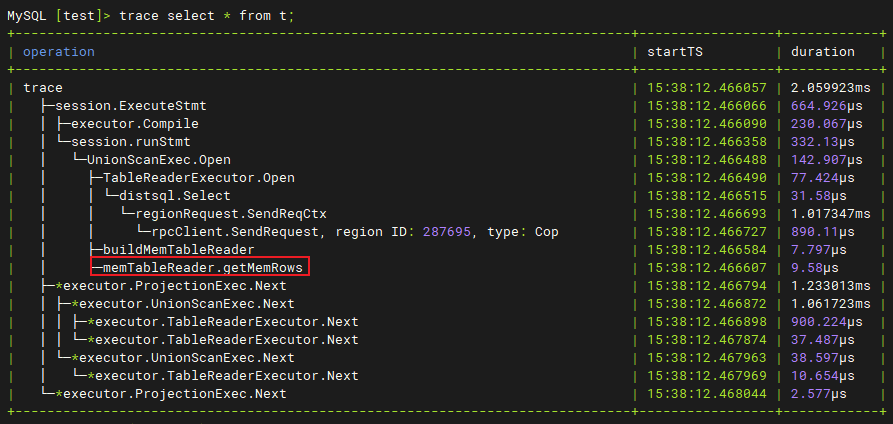 MySQL [test]> trace select * from t;
+---------------------------------------------------------------------------+----------------+------------+
| operation | startTS | duration |
+---------------------------------------------------------------------------+----------------+------------+
| trace | 15:38:12.466057 | 2.059923ms |
| ├─session.ExecuteStmt | 15:38:12.466066 | 664.926µs |
| │ ├─executor.Compile | 15:38:12.466090 | 230.067µs |
| │ └─session.runStmt | 15:38:12.466358 | 332.13µs |
| │ └─UnionScanExec.Open | 15:38:12.466488 | 142.907µs |
| │ ├─TableReaderExecutor.Open | 15:38:12.466490 | 77.424µs |
| │ │ └─distsql.Select | 15:38:12.466515 | 31.58µs |
| │ │ └─regionRequest.SendReqCtx | 15:38:12.466693 | 1.017347ms |
| │ │ └─rpcClient.SendRequest, region ID: 287695, type: Cop | 15:38:12.466727 | 890.11µs |
| │ ├─buildMemTableReader | 15:38:12.466584 | 7.797µs |
| │ └─memTableReader.getMemRows | 15:38:12.466607 | 9.58µs |
| ├─*executor.ProjectionExec.Next | 15:38:12.466794 | 1.233013ms |
| │ ├─*executor.UnionScanExec.Next | 15:38:12.466872 | 1.061723ms |
| │ │ ├─*executor.TableReaderExecutor.Next | 15:38:12.466898 | 900.224µs |
| │ │ └─*executor.TableReaderExecutor.Next | 15:38:12.467874 | 37.487µs |
| │ └─*executor.UnionScanExec.Next | 15:38:12.467963 | 38.597µs |
| │ └─*executor.TableReaderExecutor.Next | 15:38:12.467969 | 10.654µs |
| └─*executor.ProjectionExec.Next | 15:38:12.468044 | 2.577µs |
+---------------------------------------------------------------------------+----------------+------------+